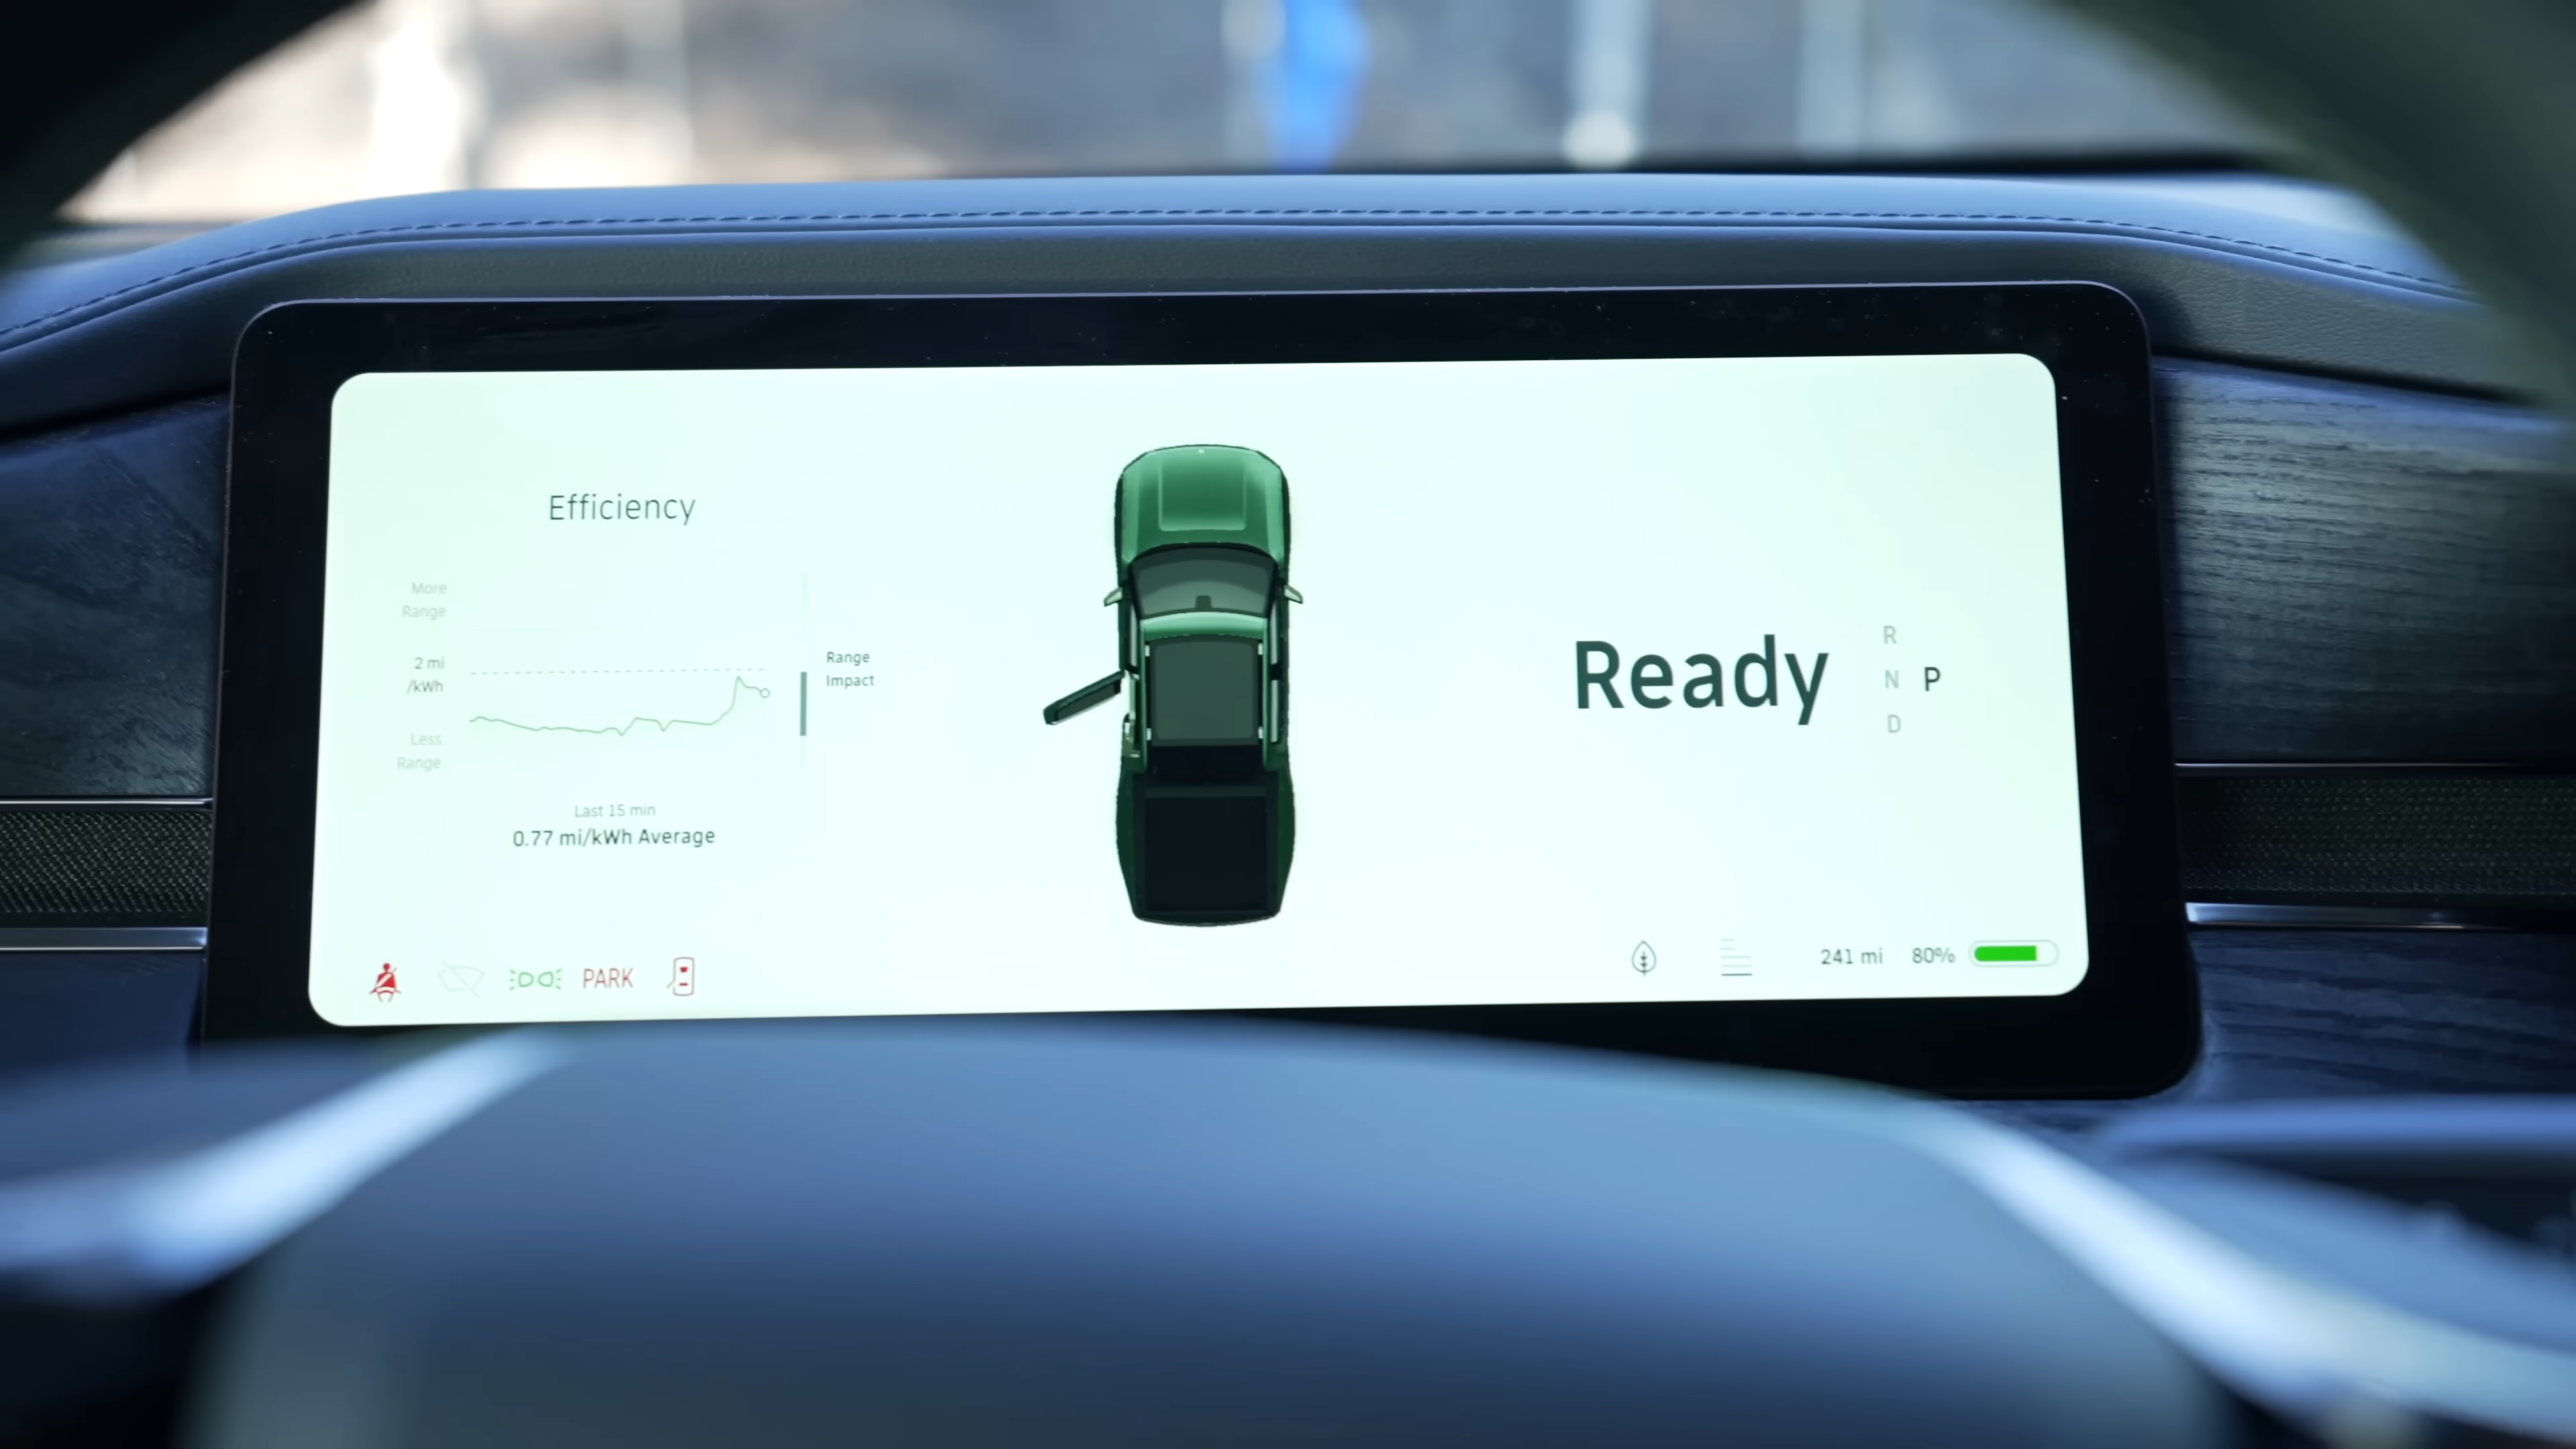 Efficiency
More
Range
2 mi
/kWh
Less
Range
Range
Impact
Last 15 min
0.77 mi/kWh Average
Ready
R
N
D
P
PARK
241 mi
80%